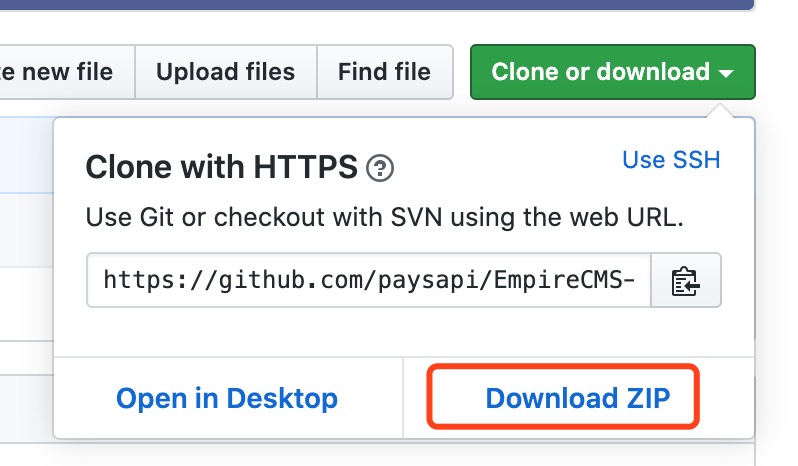 e new file
Upload files
Find file
Clone or download
Clone with HTTPS ?
Use SSH
Use Git or checkout with SVN using the web URL.
https://github.com/paysapi/EmpireCMS-
Open in Desktop
Download ZIP